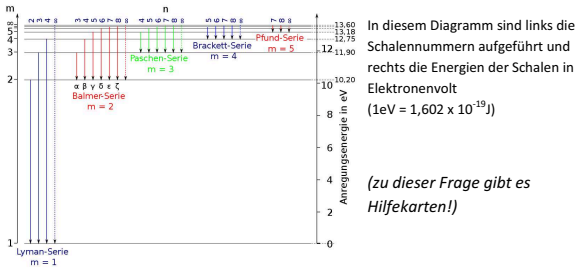 m
n
2 3 4 ∞
3 4 5 6 7 8 ∞
4 5 6 7 8 ∞
5 6 7 8 ∞
7 8 ∞
∞
5
4
3
2
1
13,60
13,18
12,75
11,90
10,20
12
10
8
6
4
2
0
Anregungsenergie in eV
Brackett-Serie
m = 4
Pfund-Serie
m = 5
Paschen-Serie
m = 3
α β γ δ ε ζ
Balmer-Serie
m = 2
Lyman-Serie
m = 1
In diesem Diagramm sind links die
Schalennummern aufgeführt und
rechts die Energien der Schalen in
Elektronenvolt
(1eV = 1,602 x 10⁻¹⁹J)
(zu dieser Frage gibt es
Hilfekarten!)